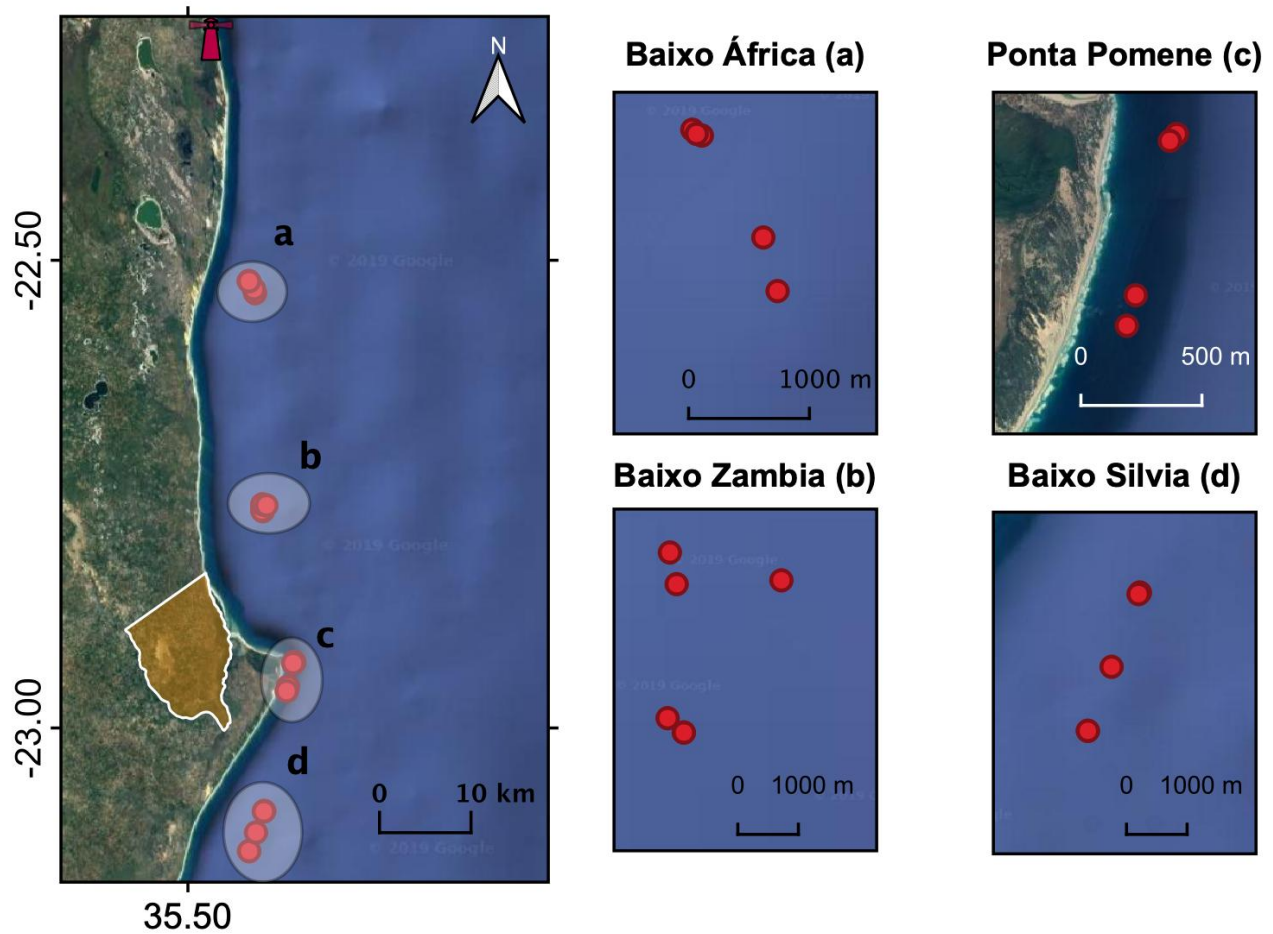 N
a
-22.50
© 2019 Google
b
© 2019 Google
c
-23.00
d
0 10 km
© 2019 Google
35.50
Baixo África (a)
© 2019 Google
0 1000 m
Ponta Pomene (c)
0 500 m
Baixo Zambia (b)
2019 Google
© 2019 Google
0 1000 m
Baixo Silvia (d)
0 1000 m